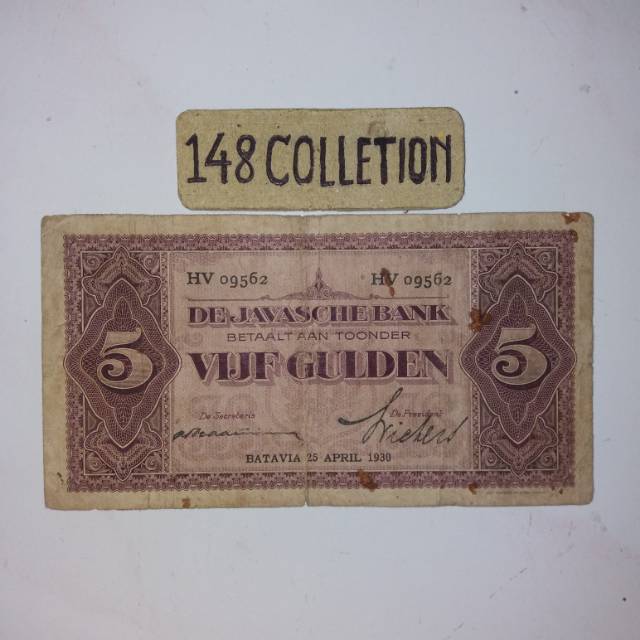 148 COLLETION
HV 09562 HV 09562
DE JAVASCHE BANK
BETAALT AAN TOONDER
VIJF GULDEN
5 5
De Secretaris De President
BATAVIA 25 APRIL 1930